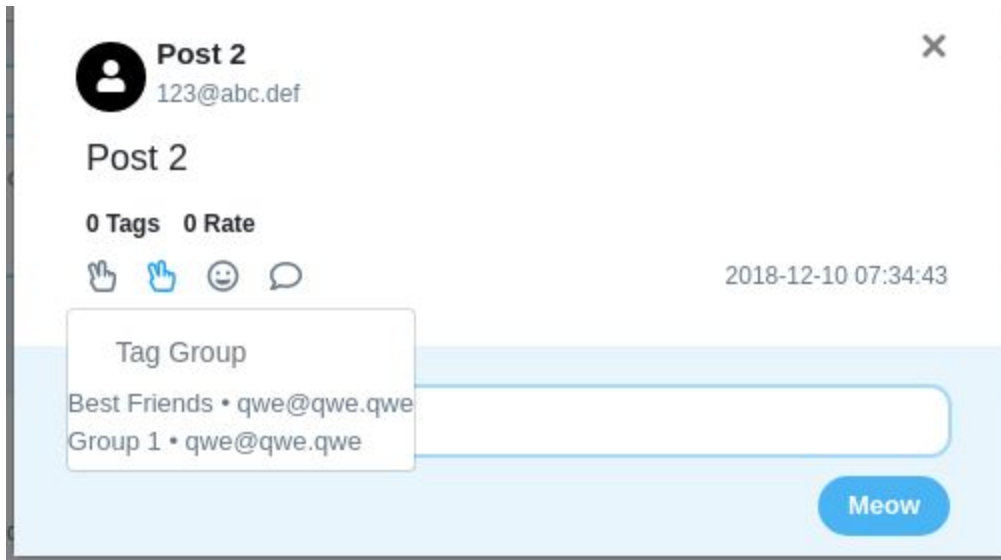 Post 2
123@abc.def
Post 2
0 Tags 0 Rate
2018-12-10 07:34:43
Tag Group
Best Friends • qwe@qwe.qwe
Group 1 • qwe@qwe.qwe
Meow